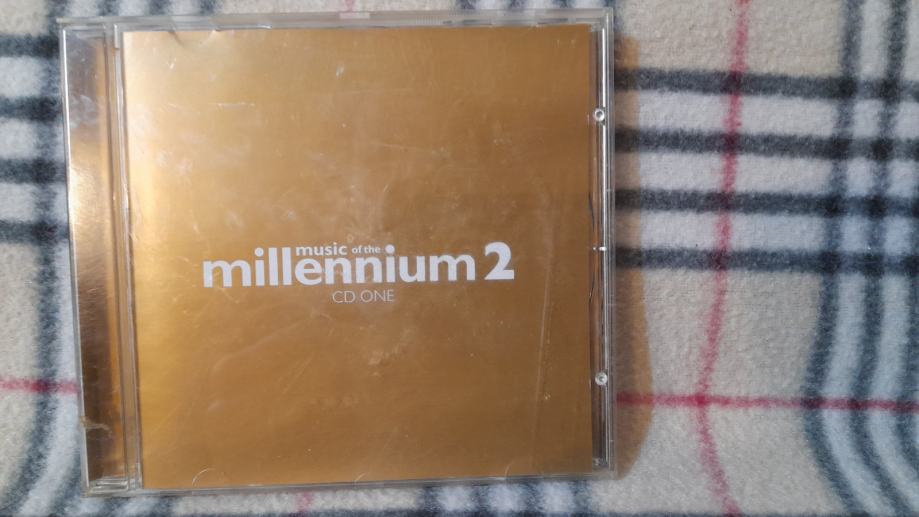 music of the
millennium 2
CD ONE